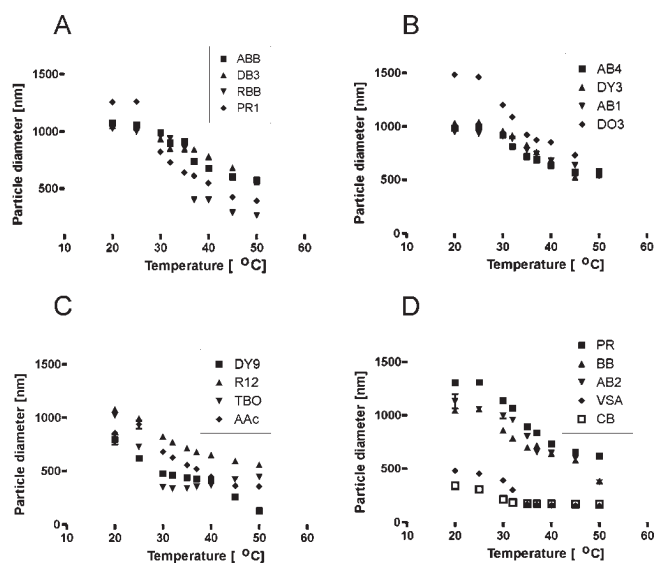 A
ABB
DB3
RBB
PR1
Particle diameter [nm]
1500
1000
500
10 20 30 40 50 60
Temperature [ °C]
B
AB4
DY3
AB1
DO3
Particle diameter [nm]
1500
1000
500
0
10 20 30 40 50 60
Temperature [ °C]
C
DY9
R12
TBO
AAc
Particle diameter [nm]
1500
1000
500
0
10 20 30 40 50 60
Temperature [ °C]
D
PR
BB
AB2
VSA
CB
Particle diameter [nm]
1500
1000
500
0
10 20 30 40 50 60
Temperature [ °C]